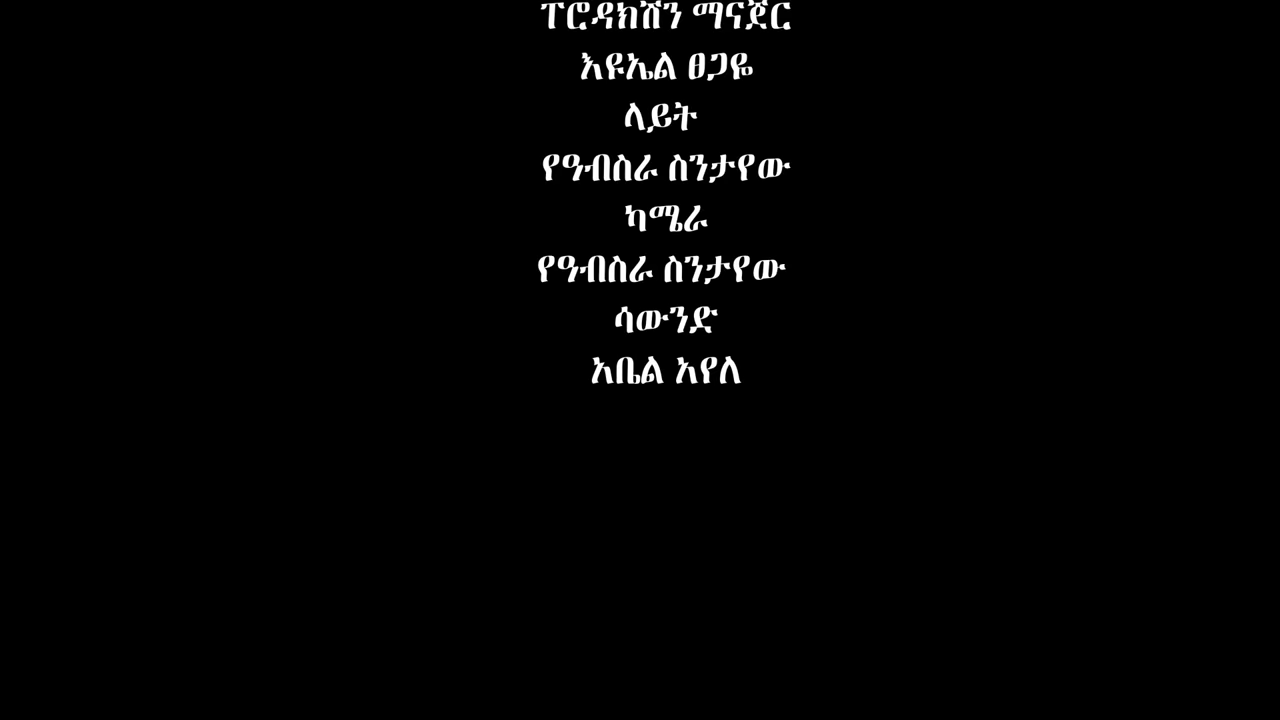 ፐሮዳክሽን ማናጀር
እዩኤል ፀጋዬ
ላይት
የዓብስራ ስንታየው
ካሜራ
የዓብስራ ስንታየው
ሳውንድ
አቤል አየለ